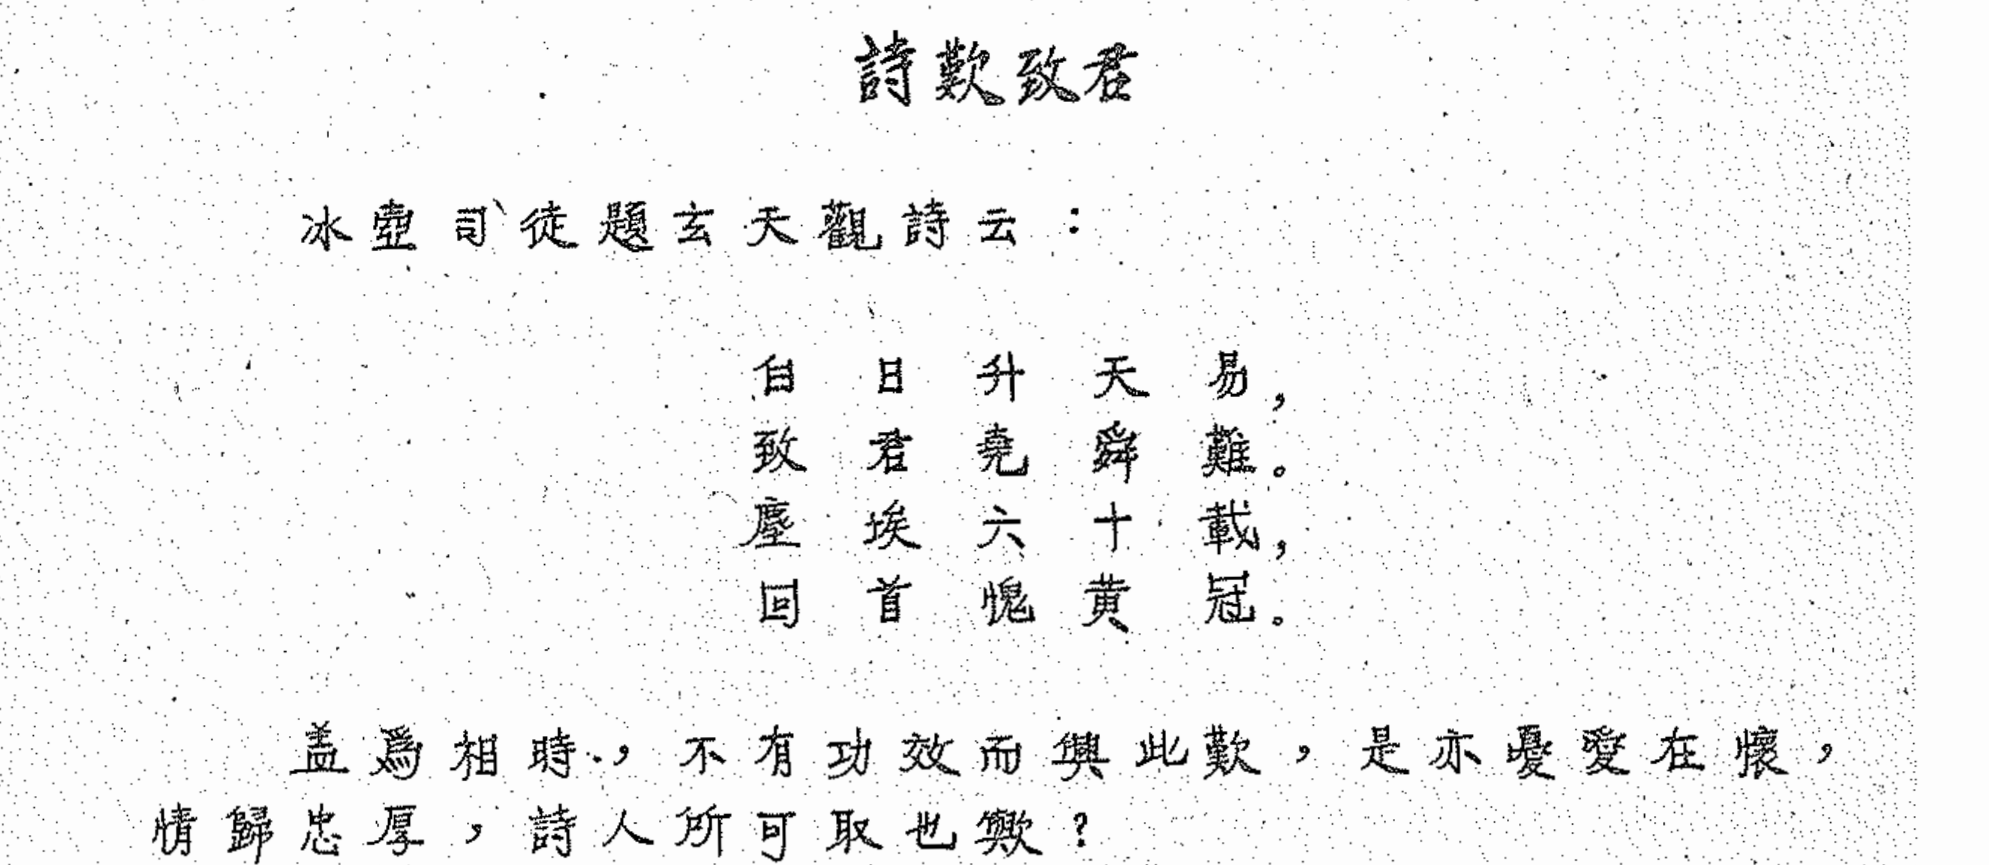 詩歎致君
冰壺司徒題玄天觀詩云：
白日升天易，
致君堯舜難。
塵埃六十載，
回首愧黃冠。
盖爲相時，不有功效而興此歎，是亦憂愛在懷，
情歸忠厚，詩人所可取也歟？